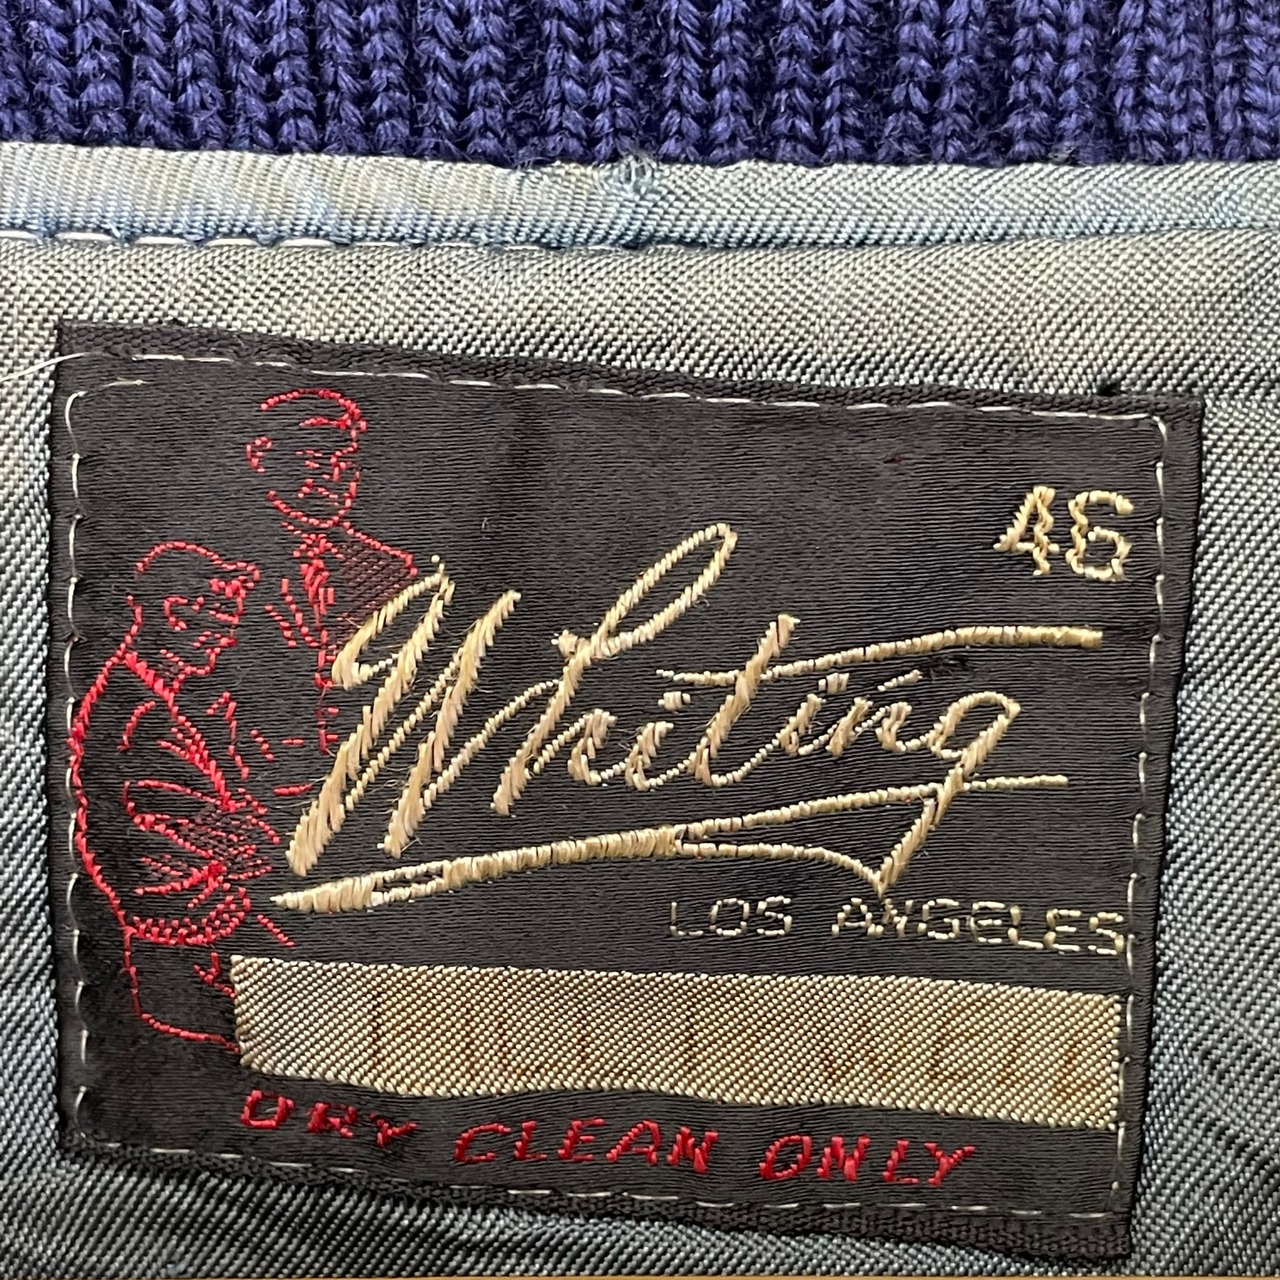 46
Whiting
LOS ANGELES
DRY CLEAN ONLY